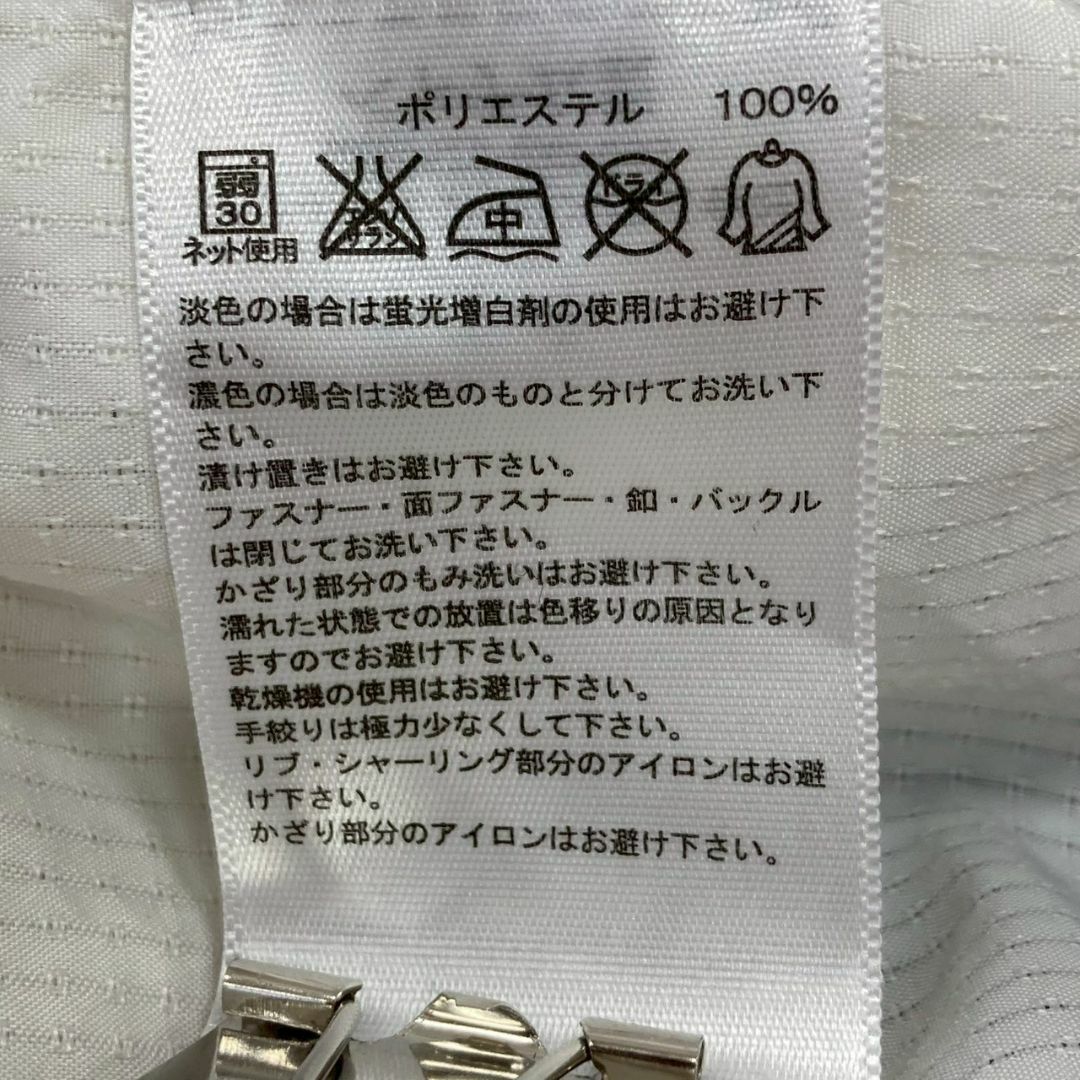 ポリエステル 100%
弱 30 エンソ サラシ 中 ドライ
ネット使用
淡色の場合は蛍光増白剤の使用はお避け下
さい。
濃色の場合は淡色のものと分けてお洗い下
さい。
漬け置きはお避け下さい。
ファスナー・面ファスナー・釦・バックル
は閉じてお洗い下さい。
かざり部分のもみ洗いはお避け下さい。
濡れた状態での放置は色移りの原因となり
ますのでお避け下さい。
乾燥機の使用はお避け下さい。
手絞りは極力少なくして下さい。
リブ・シャーリング部分のアイロンはお避
け下さい。
かざり部分のアイロンはお避け下さい。